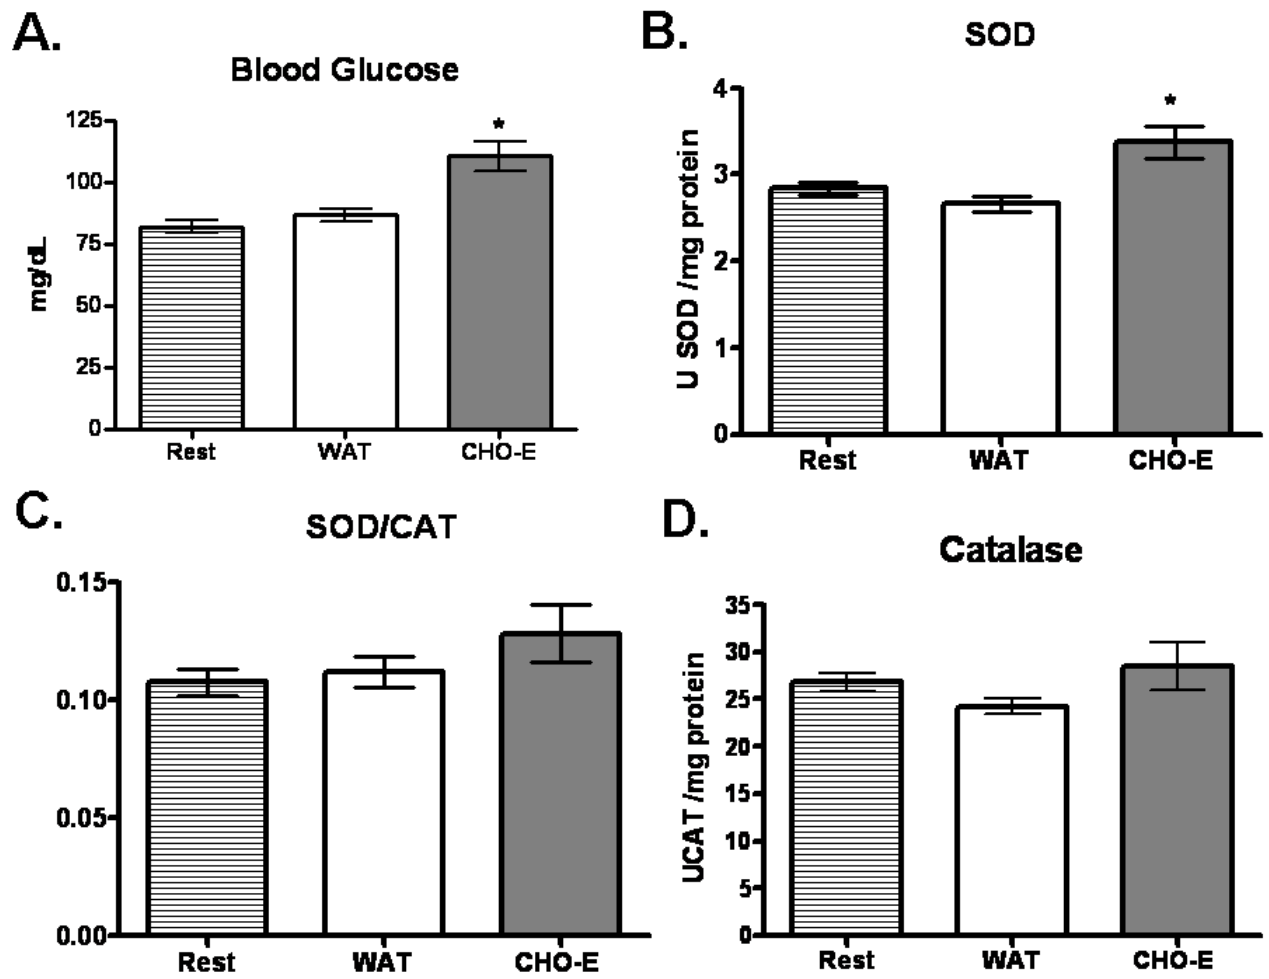 A.
Blood Glucose
*
125
100
75
50
25
0
mg/dL
Rest WAT CHO-E
B.
SOD
*
4
3
2
1
0
U SOD /mg protein
Rest WAT CHO-E
C.
SOD/CAT
0.15
0.10
0.05
0.00
Rest WAT CHO-E
D.
Catalase
35
30
25
20
15
10
5
0
UCAT /mg protein
Rest WAT CHO-E